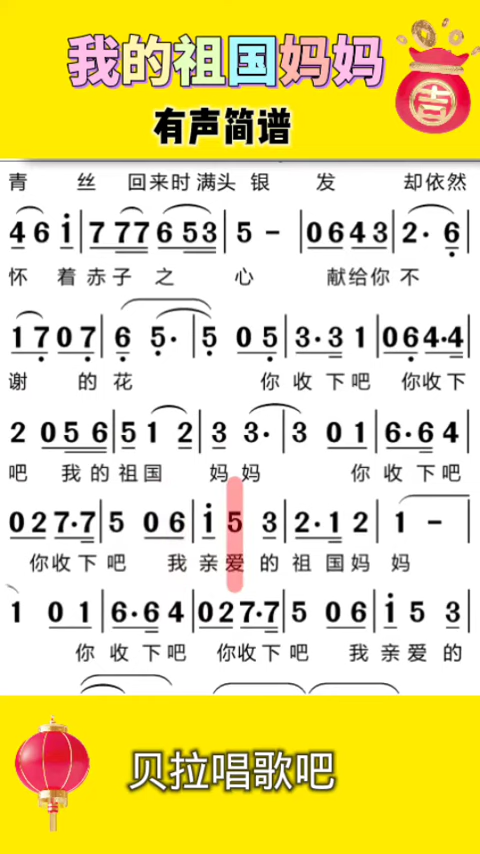 我的祖国妈妈
吉
有声简谱
青 丝 回来时 满头 银 发 却依然
4 6 i | 7 77 6 53 | 5 - | 0 6 4 3 | 2· 6
怀 着 赤 子 之 心 献给你 不
1 7 0 7 | 6 5· | 5 0 5 | 3·3 1 | 0 6 4·4
谢 的 花 你 收 下 吧 你收 下
2 0 5 6 | 5 1 2 | 3 3· | 3 0 1 | 6·6 4
吧 我 的 祖 国 妈 妈 你 收 下 吧
0 2 7·7 | 5 0 6 | i 5 3 | 2·1 2 | 1 -
你 收 下 吧 我 亲 爱 的 祖 国 妈 妈
1 0 1 | 6·6 4 | 0 2 7·7 | 5 0 6 | i 5 3
你 收 下 吧 你收 下 吧 我 亲 爱 的
贝拉唱歌吧